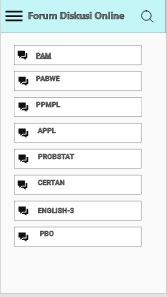 Forum Diskusi Online
PAM
PABWE
PPMPL
APPL
PROBSTAT
CERTAN
ENGLISH-3
PBO